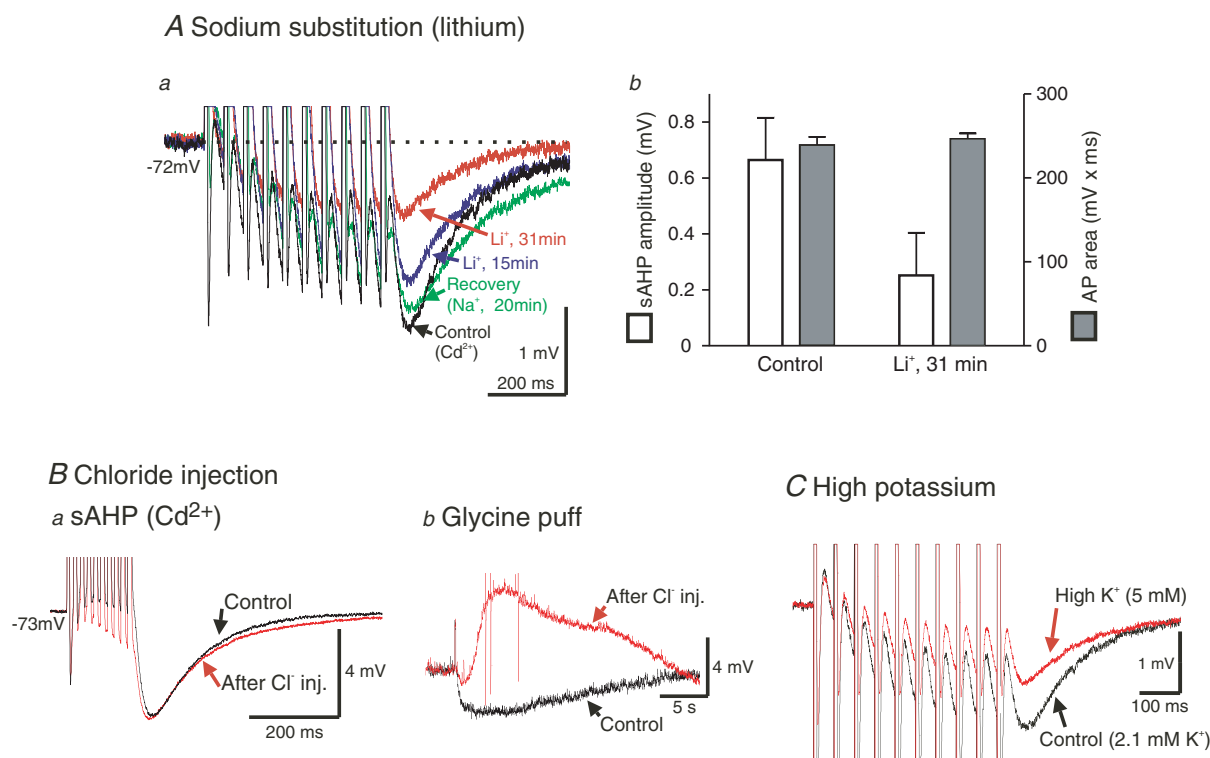 A Sodium substitution (lithium)
a
-72mV
Li⁺, 31min
Li⁺, 15min
Recovery
(Na⁺, 20min)
Control
(Cd²⁺)
1 mV
200 ms
b
sAHP amplitude (mV)
0.8
0.6
0.4
0.2
0
Control
Li⁺, 31 min
300
200
100
0
AP area (mV x ms)
B Chloride injection
a sAHP (Cd²⁺)
-73mV
Control
After Cl⁻ inj.
4 mV
200 ms
b Glycine puff
After Cl⁻ inj.
Control
4 mV
5 s
C High potassium
High K⁺ (5 mM)
Control (2.1 mM K⁺)
1 mV
100 ms